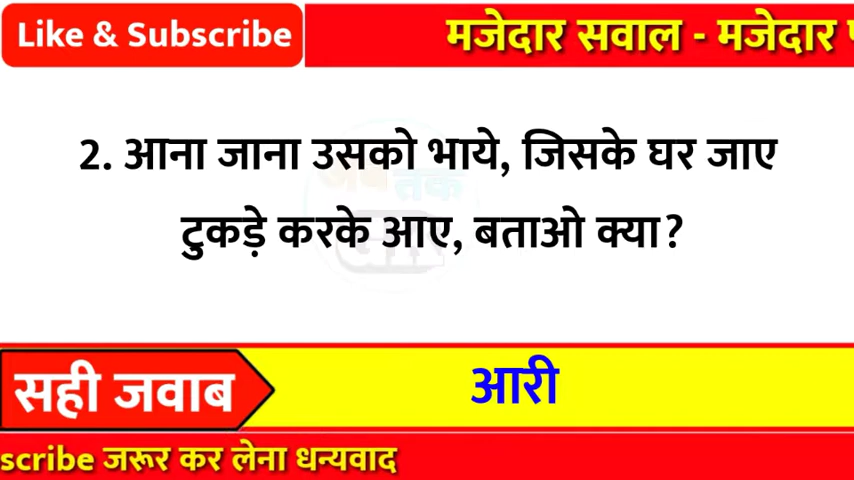 Like & Subscribe
मजेदार सवाल - मजेदार
2. आना जाना उसको भाये, जिसके घर जाए
टुकड़े करके आए, बताओ क्या?
सही जवाब
आरी
scribe जरूर कर लेना धन्यवाद